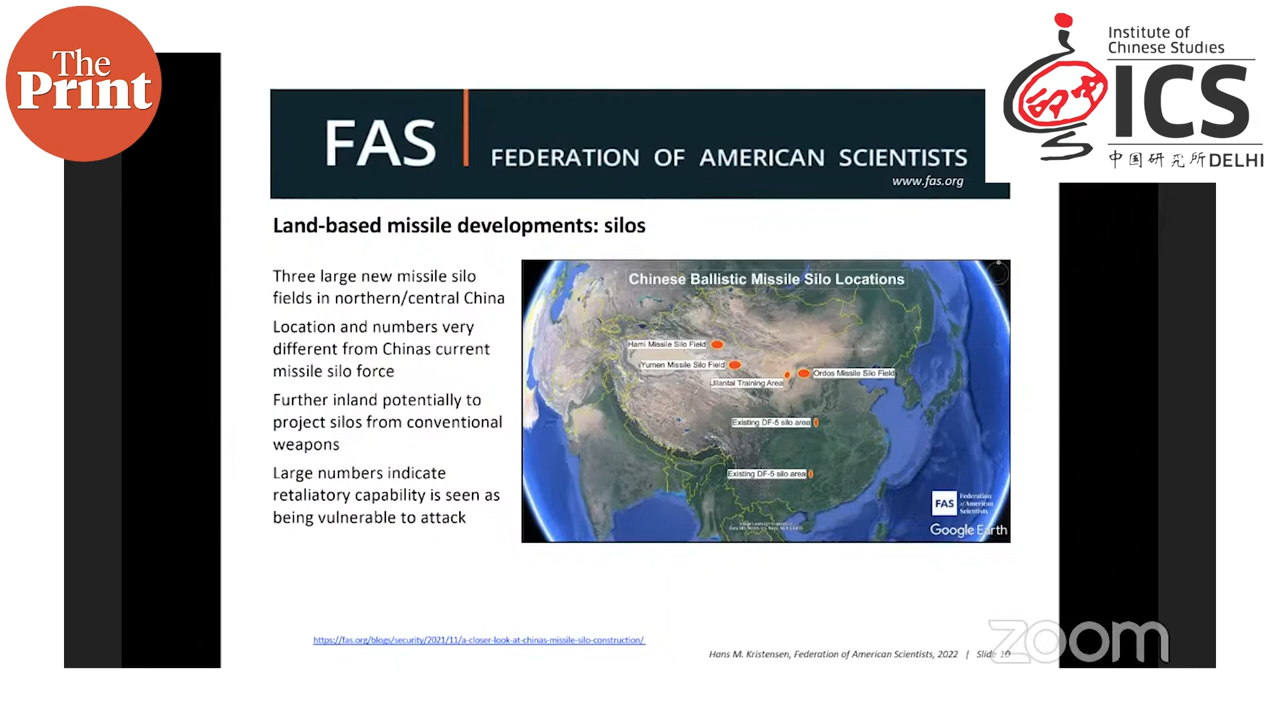 The
Print
Institute of
Chinese Studies
ICS
中国研究所 DELHI
FAS
FEDERATION OF AMERICAN SCIENTISTS
www.fas.org
Land-based missile developments: silos
Three large new missile silo
fields in northern/central China
Location and numbers very
different from Chinas current
missile silo force
Further inland potentially to
project silos from conventional
weapons
Large numbers indicate
retaliatory capability is seen as
being vulnerable to attack
Chinese Ballistic Missile Silo Locations
Hami Missile Silo Field
Yumen Missile Silo Field
Jilantai Training Area
Ordos Missile Silo Field
Existing DF-5 silo area
Existing DF-5 silo area
FAS
Federation
of American
Scientists
Google Earth
https://fas.org/blogs/security/2021/11/a-closer-look-at-chinas-missile-silo-construction/
Hans M. Kristensen, Federation of American Scientists, 2022 | Slide 10
zoom